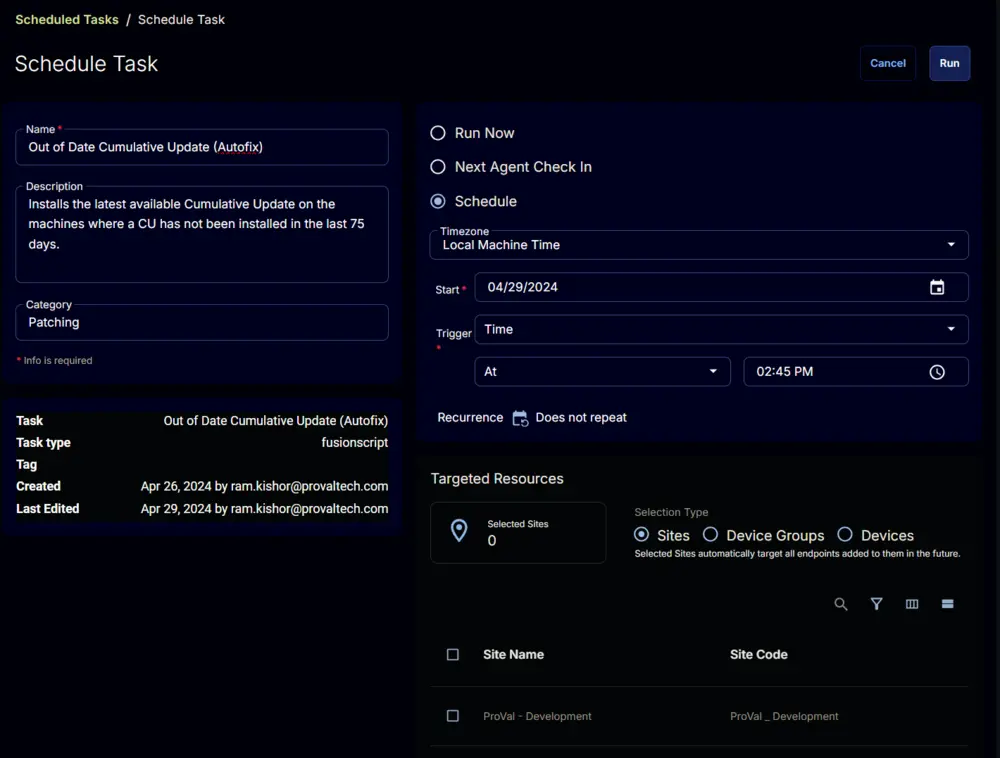 Scheduled Tasks / Schedule Task
Schedule Task
Cancel
Run
Name *
Out of Date Cumulative Update (Autofix)
Description
Installs the latest available Cumulative Update on the
machines where a CU has not been installed in the last 75
days.
Category
Patching
* Info is required
Task Out of Date Cumulative Update (Autofix)
Task type fusionscript
Tag
Created Apr 26, 2024 by ram.kishor@provaltech.com
Last Edited Apr 29, 2024 by ram.kishor@provaltech.com
Run Now
Next Agent Check In
Schedule
Timezone
Local Machine Time
Start * 04/29/2024
Trigger * Time
At 02:45 PM
Recurrence Does not repeat
Targeted Resources
Selected Sites
0
Selection Type
Sites Device Groups Devices
Selected Sites automatically target all endpoints added to them in the future.
Site Name Site Code
ProVal - Development ProVal _ Development